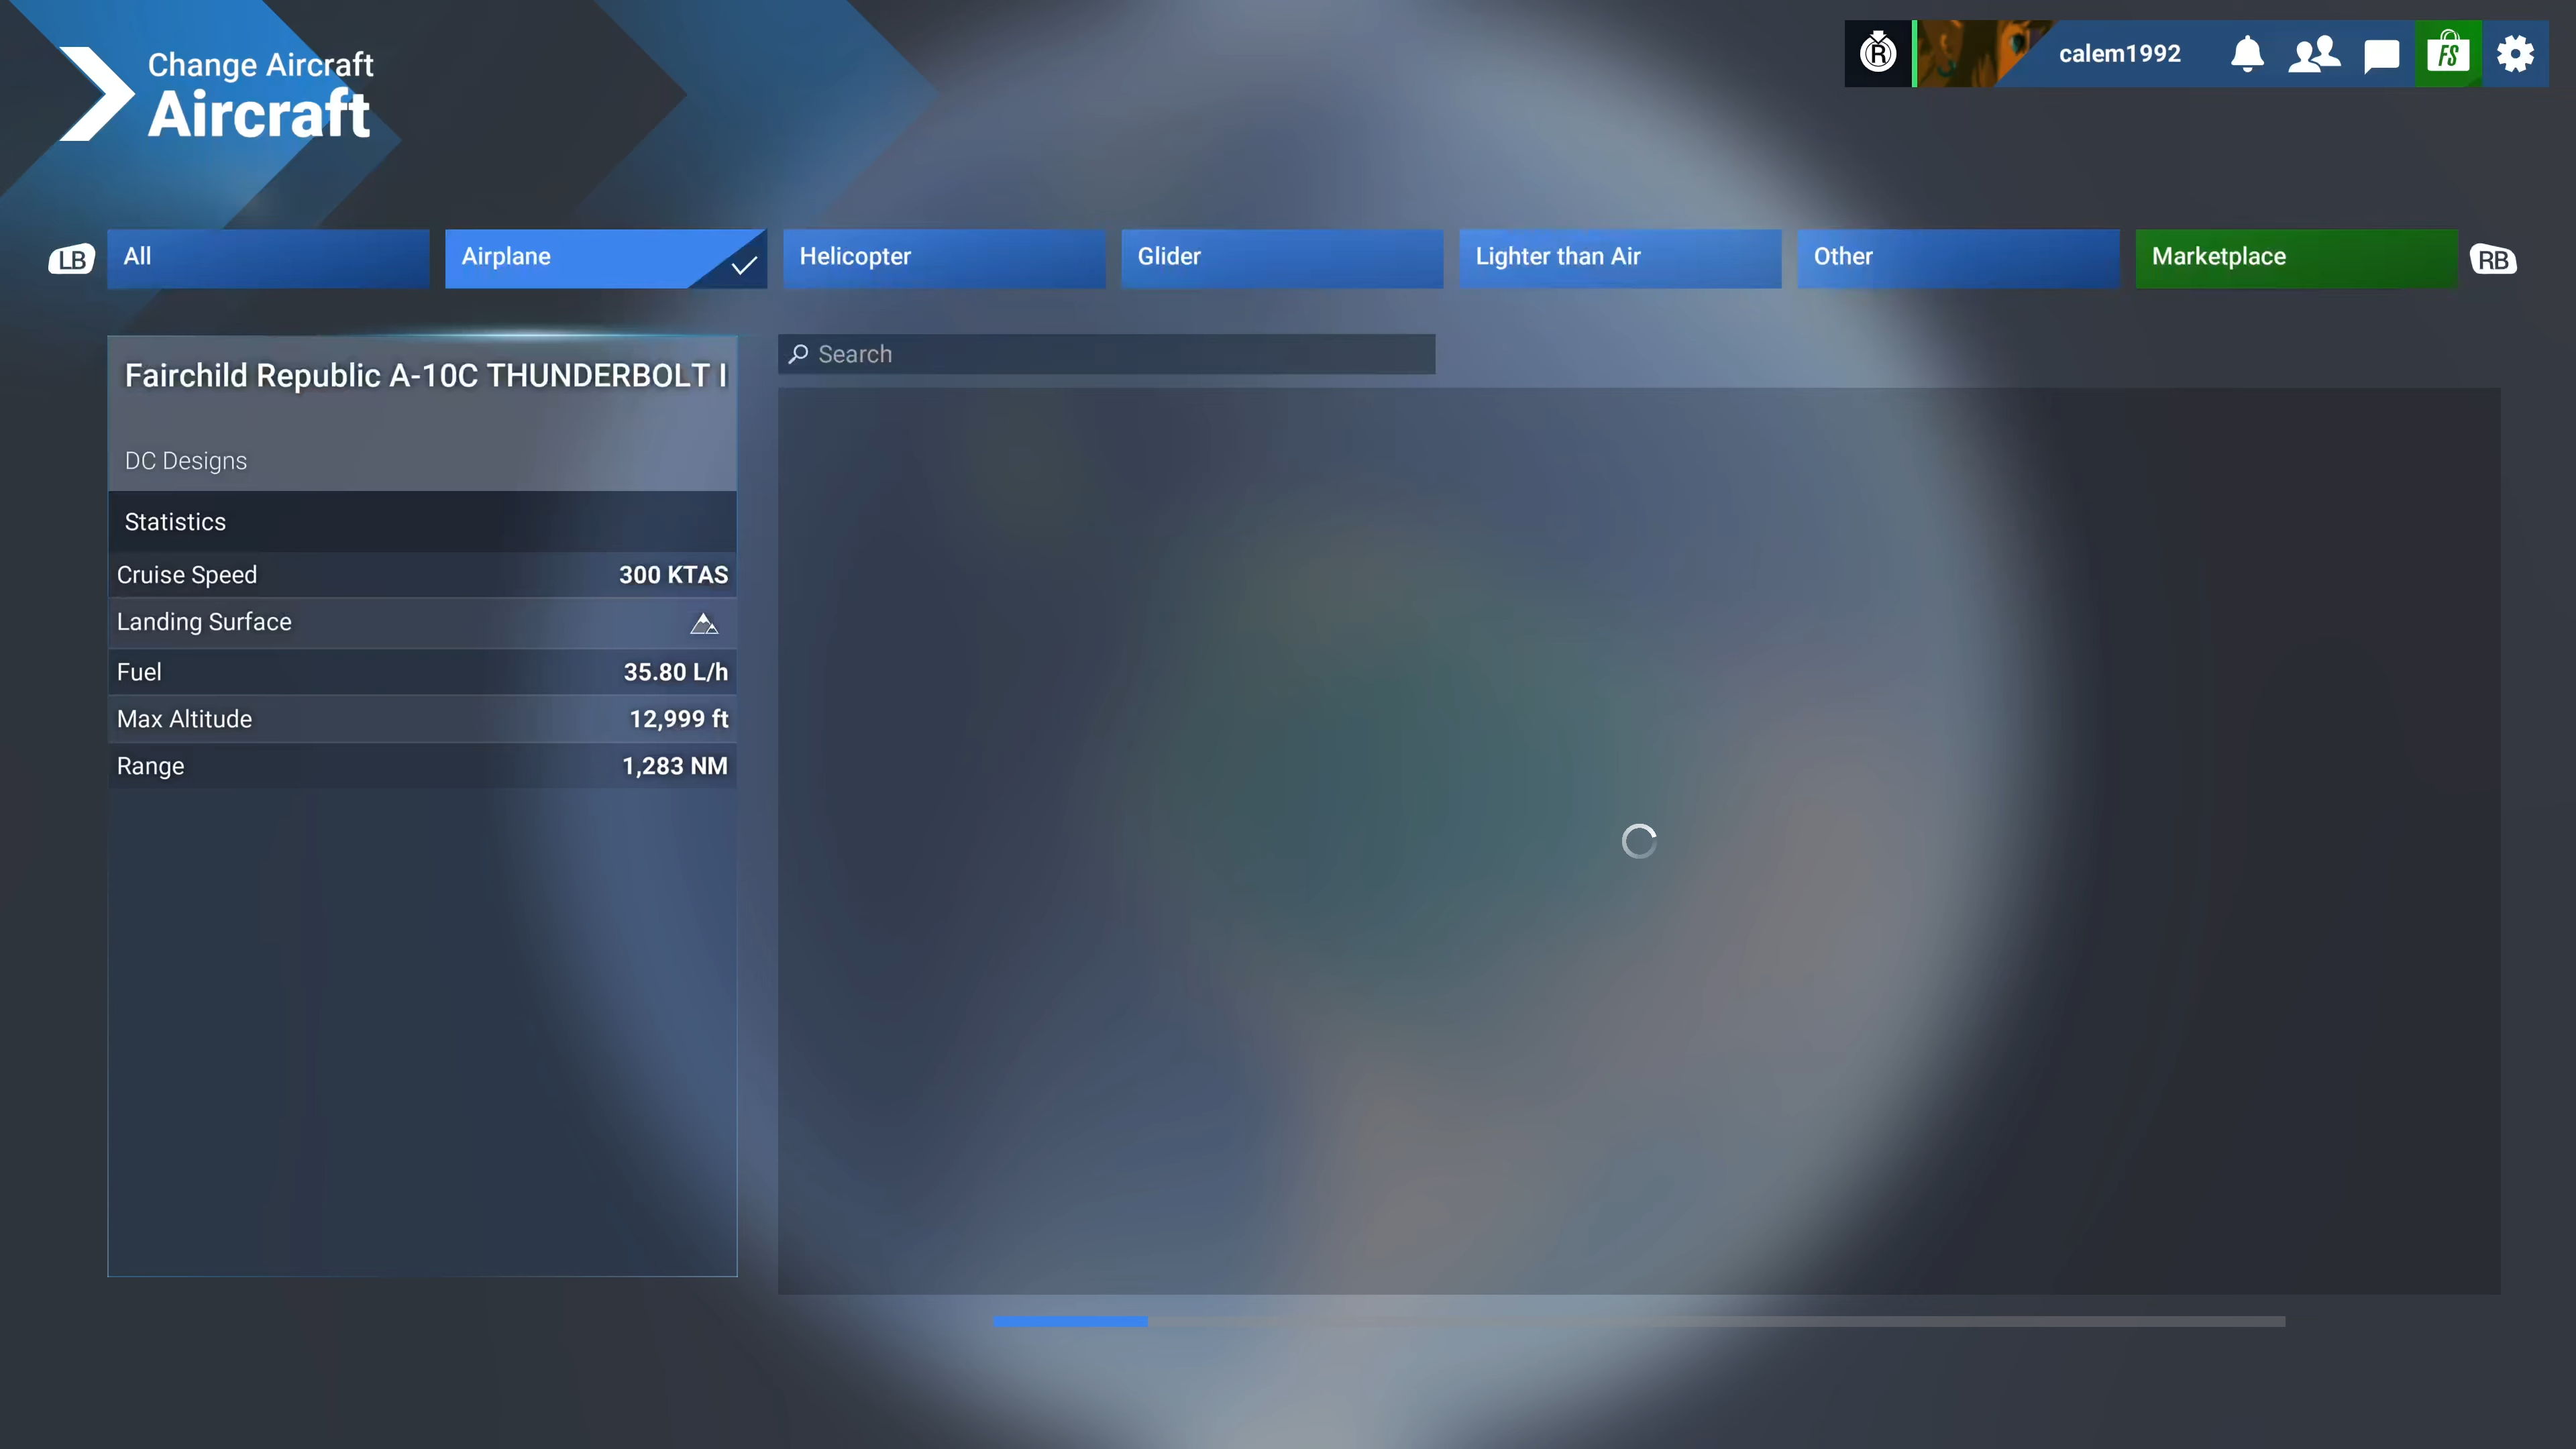 Change Aircraft
Aircraft
R
calem1992
FS
LB
All
Airplane
Helicopter
Glider
Lighter than Air
Other
Marketplace
RB
Fairchild Republic A-10C THUNDERBOLT I
DC Designs
Search
Statistics
Cruise Speed 300 KTAS
Landing Surface
Fuel 35.80 L/h
Max Altitude 12,999 ft
Range 1,283 NM